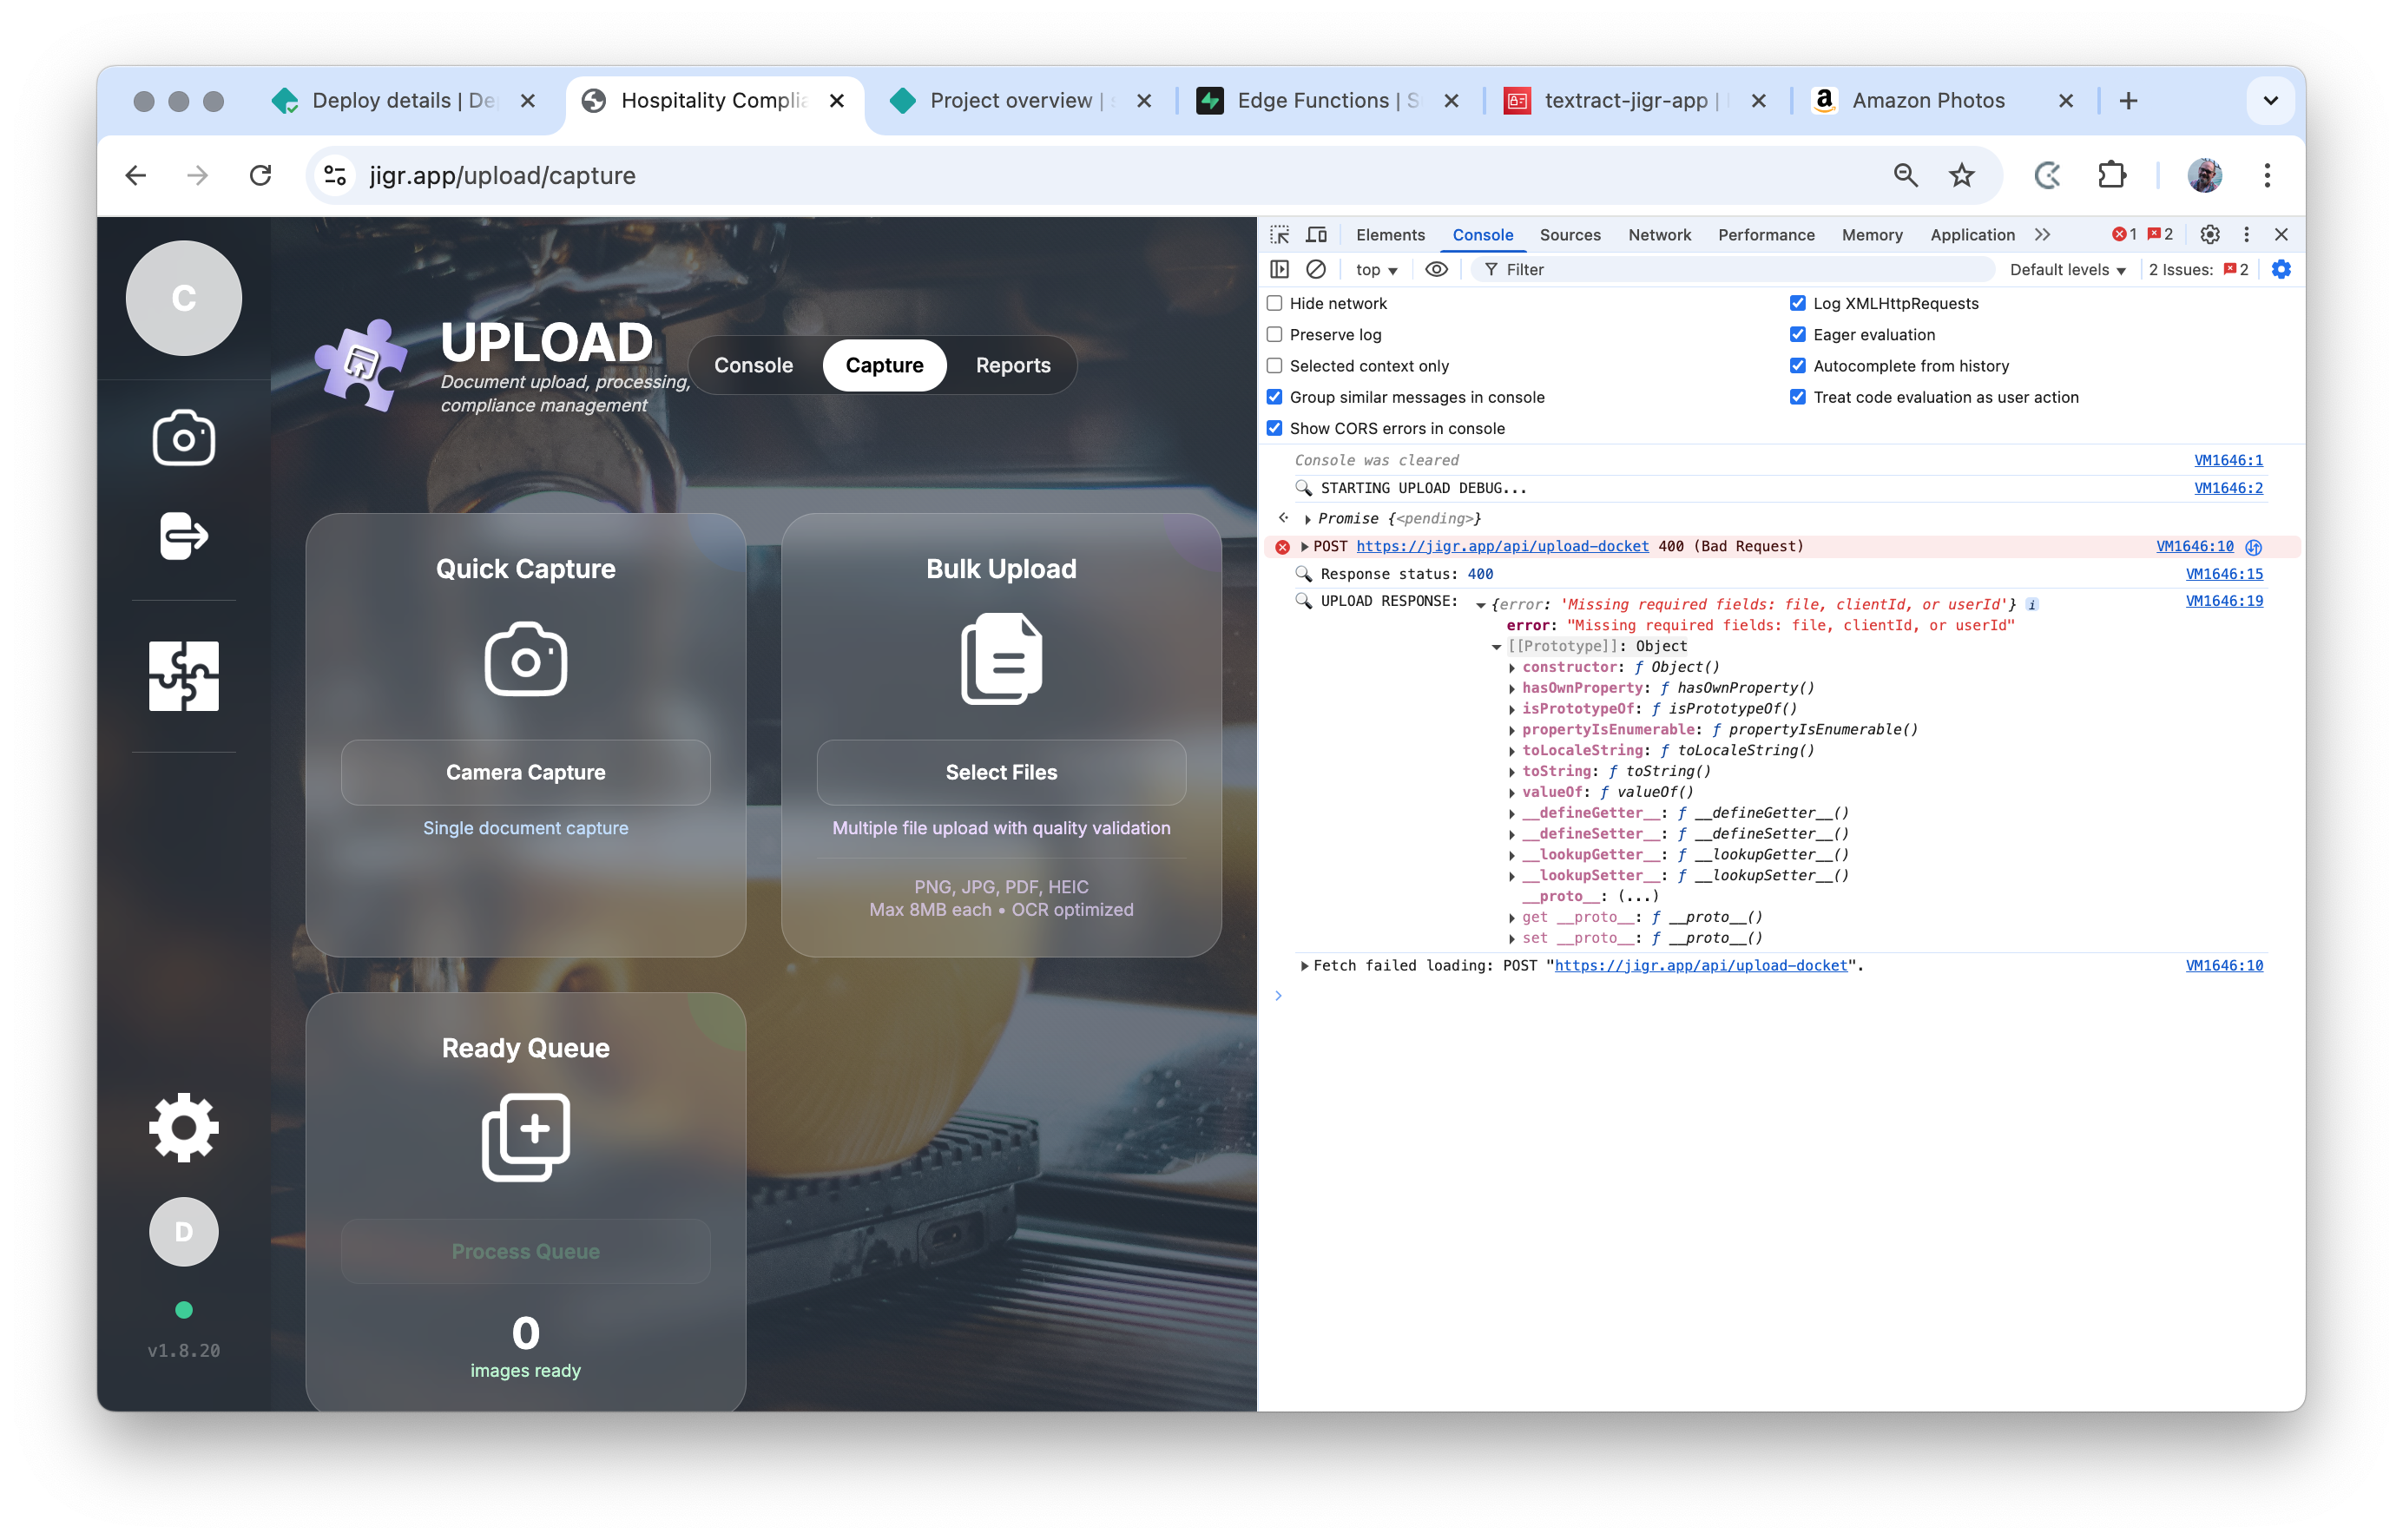 Deploy details | De
Hospitality Complia
Project overview |
Edge Functions | S
textract-jigr-app |
Amazon Photos
jigr.app/upload/capture
C
UPLOAD
Document upload, processing,
compliance management
Console
Capture
Reports
Quick Capture
Camera Capture
Single document capture
Bulk Upload
Select Files
Multiple file upload with quality validation
PNG, JPG, PDF, HEIC
Max 8MB each • OCR optimized
Ready Queue
Process Queue
0
images ready
D
v1.8.20
Elements Console Sources Network Performance Memory Application 1 2
top Filter Default levels 2 Issues: 2
Hide network Log XMLHttpRequests
Preserve log Eager evaluation
Selected context only Autocomplete from history
Group similar messages in console Treat code evaluation as user action
Show CORS errors in console
Console was cleared VM1646:1
STARTING UPLOAD DEBUG... VM1646:2
Promise {<pending>}
POST https://jigr.app/api/upload-docket 400 (Bad Request) VM1646:10
Response status: 400 VM1646:15
UPLOAD RESPONSE: {error: 'Missing required fields: file, clientId, or userId'} i VM1646:19
error: "Missing required fields: file, clientId, or userId"
[[Prototype]]: Object
constructor: ƒ Object()
hasOwnProperty: ƒ hasOwnProperty()
isPrototypeOf: ƒ isPrototypeOf()
propertyIsEnumerable: ƒ propertyIsEnumerable()
toLocaleString: ƒ toLocaleString()
toString: ƒ toString()
valueOf: ƒ valueOf()
__defineGetter__: ƒ __defineGetter__()
__defineSetter__: ƒ __defineSetter__()
__lookupGetter__: ƒ __lookupGetter__()
__lookupSetter__: ƒ __lookupSetter__()
__proto__: (...)
get __proto__: ƒ __proto__()
set __proto__: ƒ __proto__()
Fetch failed loading: POST "https://jigr.app/api/upload-docket". VM1646:10